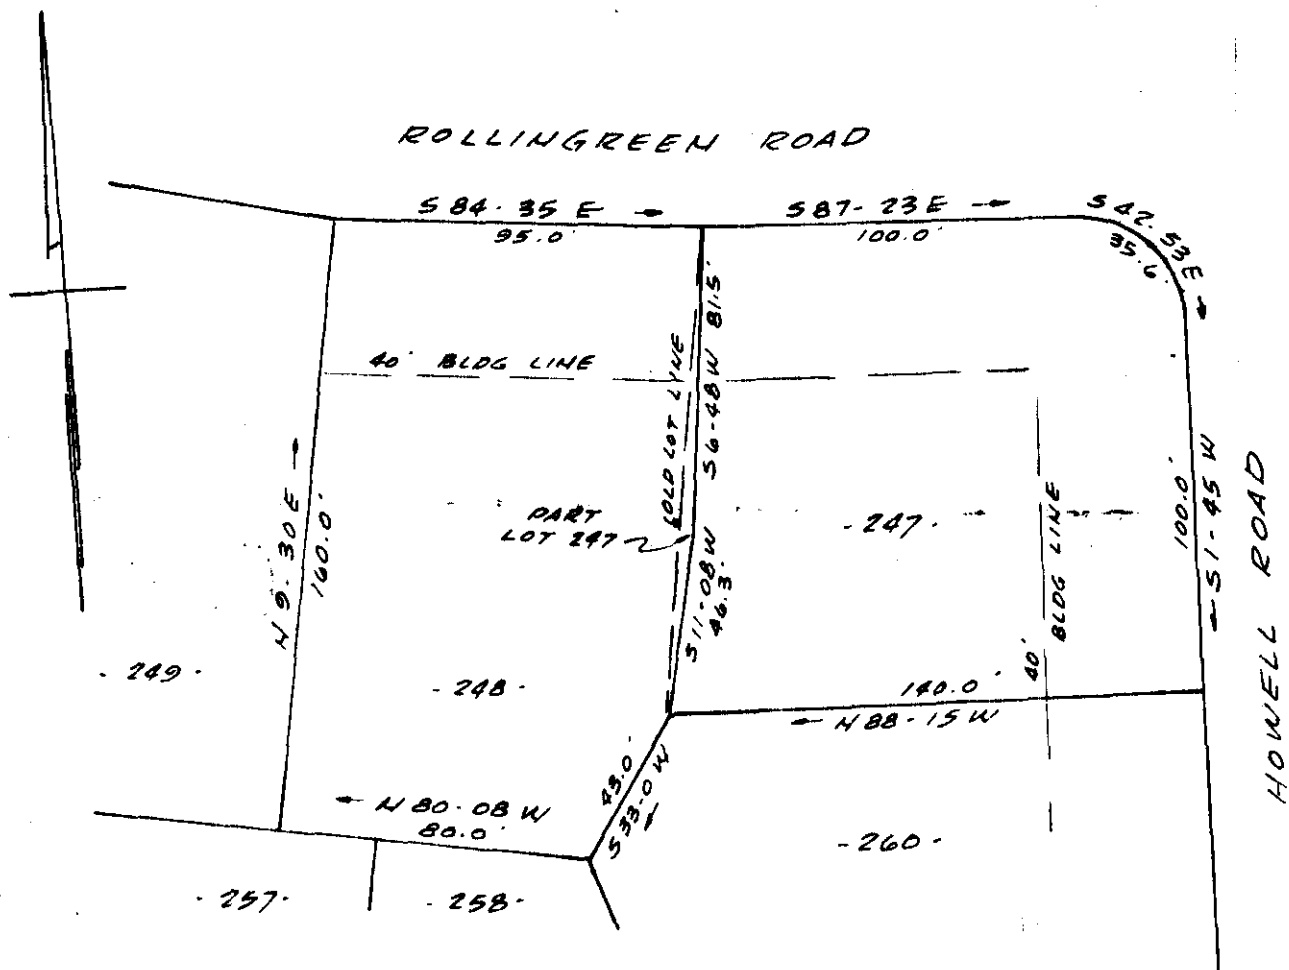 ROLLINGREEN ROAD
S 84-35 E
95.0'
S 87-23 E
100.0'
S 42-53 E
35.6
40' BLDG LINE
OLD LOT LINE
S 6-48 W 81.5'
N 9-30 E
160.0'
PART
LOT 247
-247-
40' BLDG LINE
100.0'
S 1-45 W
HOWELL ROAD
S 11-08 W
46.3'
-249-
-248-
140.0'
N 88-15 W
43.0'
S 33-0 W
N 80-08 W
80.0'
-260-
-257-
-258-